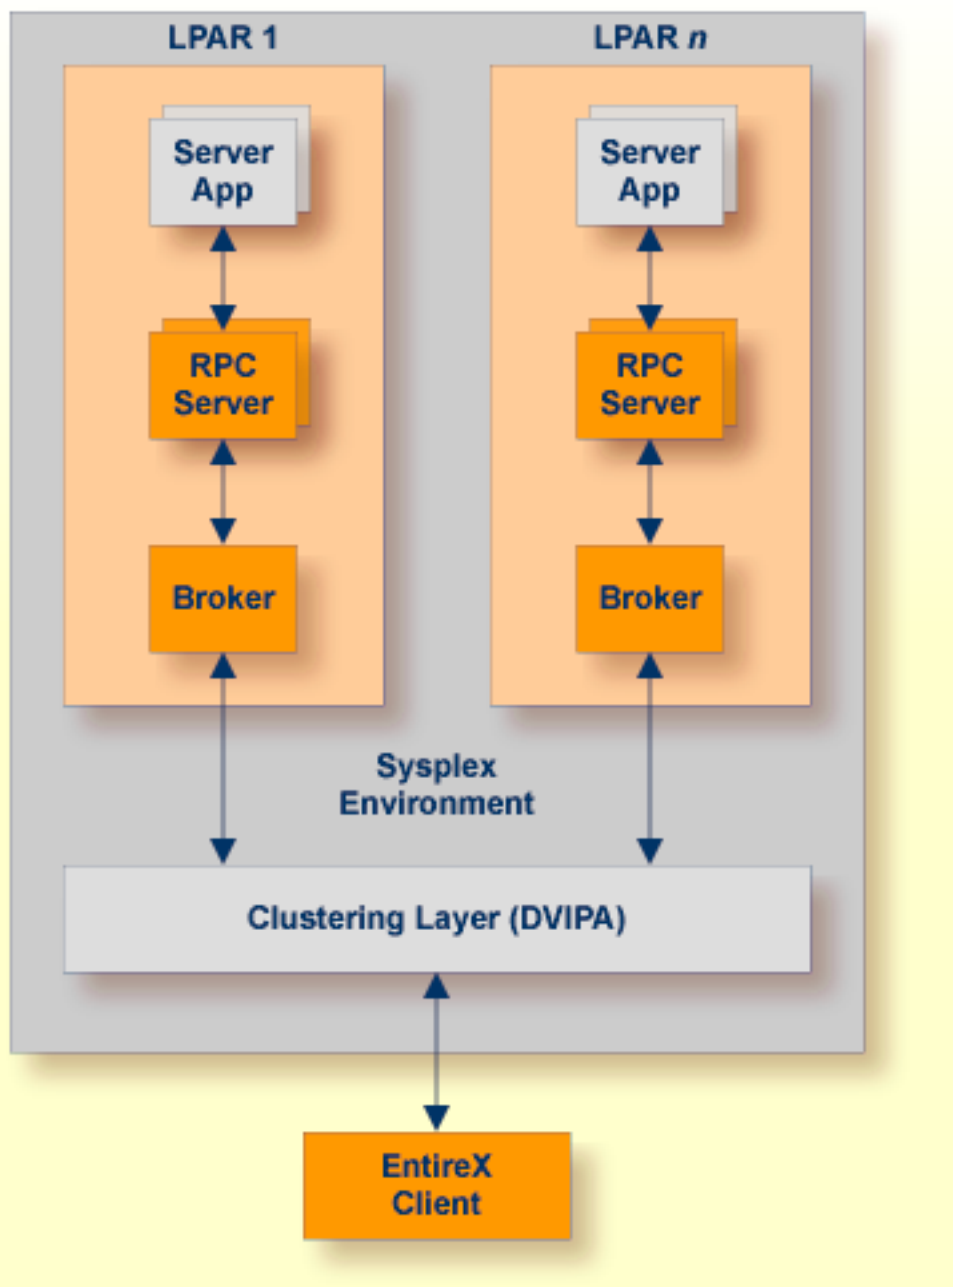 LPAR 1
LPAR n
Server
App
Server
App
RPC
Server
RPC
Server
Broker
Broker
Sysplex
Environment
Clustering Layer (DVIPA)
EntireX
Client